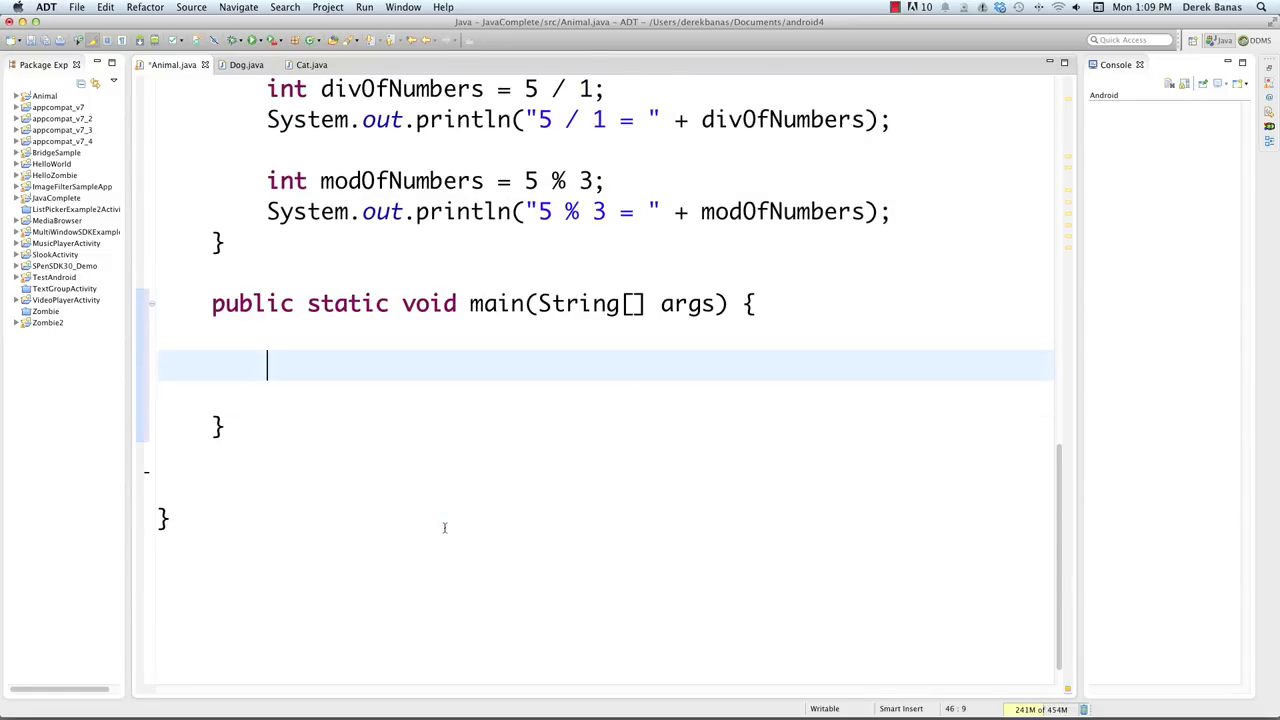 ADT File Edit Refactor Source Navigate Search Project Run Window Help 10 Mon 1:09 PM Derek Banas
Java - JavaComplete/src/Animal.java - ADT - /Users/derekbanas/Documents/android4
Quick Access Java DDMS
Package Exp *Animal.java Dog.java Cat.java Console
Android
Animal
appcompat_v7
appcompat_v7_2
appcompat_v7_3
appcompat_v7_4
BridgeSample
HelloWorld
HelloZombie
ImageFilterSampleApp
JavaComplete
ListPickerExample2Activi
MediaBrowser
MultiWindowSDKExample
MusicPlayerActivity
SlookActivity
SPenSDK30_Demo
TestAndroid
TextGroupActivity
VideoPlayerActivity
Zombie
Zombie2
int divOfNumbers = 5 / 1;
System.out.println("5 / 1 = " + divOfNumbers);
int modOfNumbers = 5 % 3;
System.out.println("5 % 3 = " + modOfNumbers);
}
public static void main(String[] args) {
}
}
Writable Smart Insert 46 : 9 241M of 454M